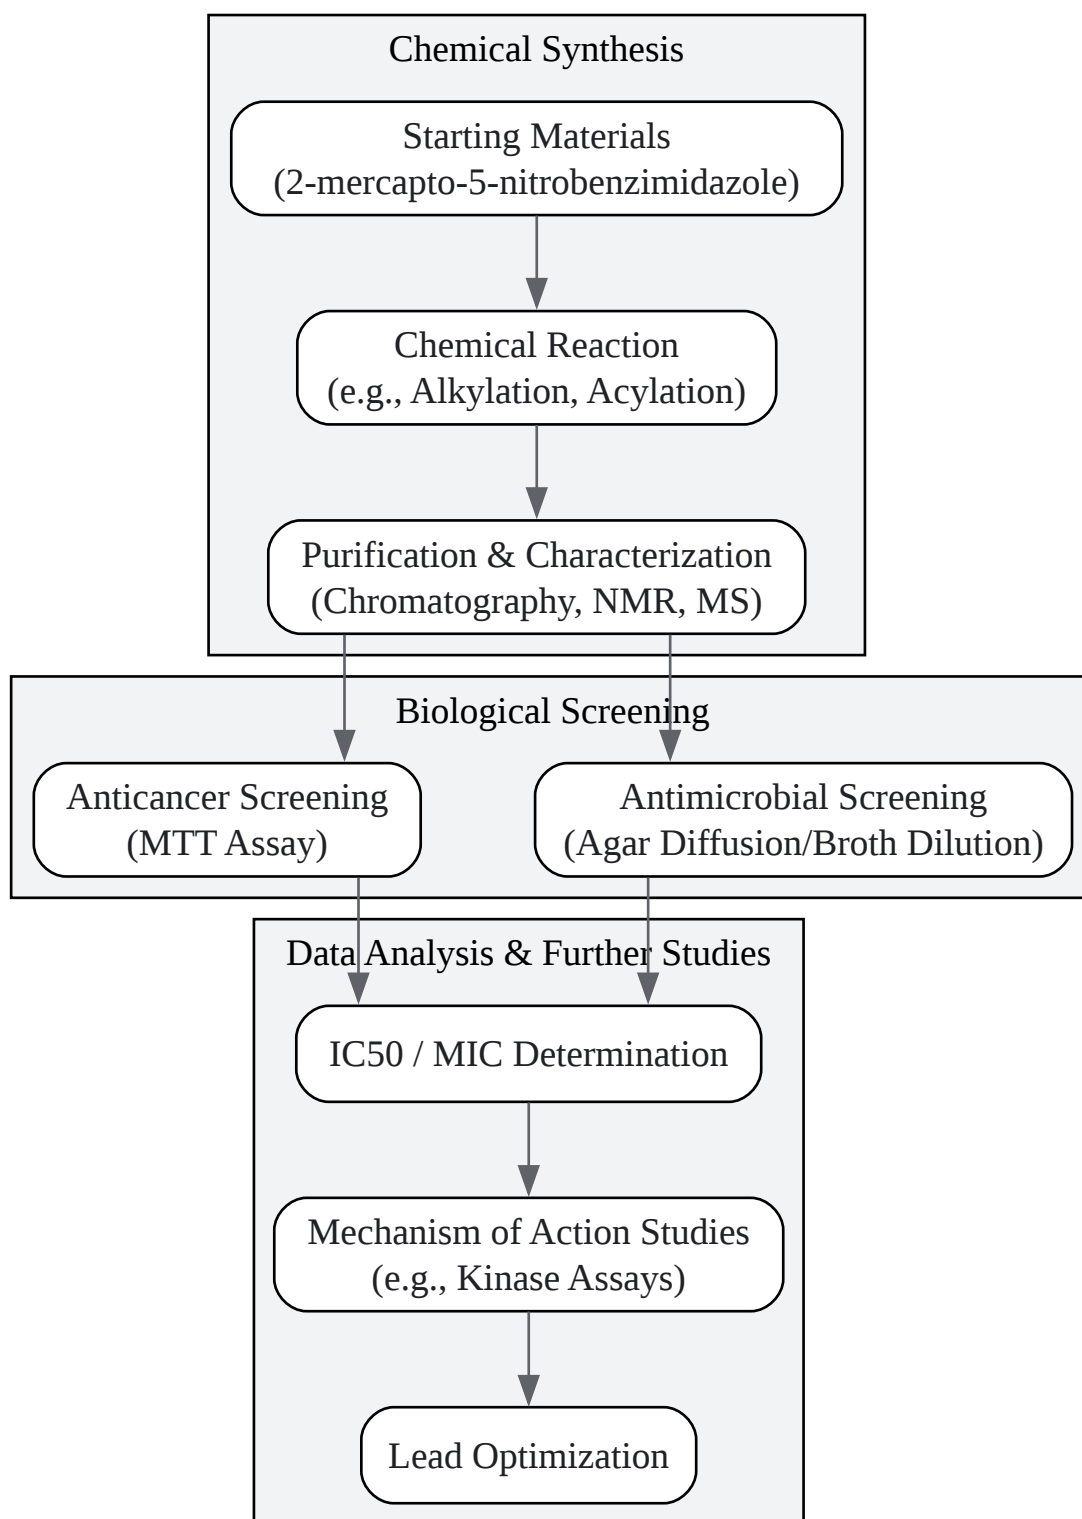 Chemical Synthesis
Starting Materials
(2-mercapto-5-nitrobenzimidazole)
Chemical Reaction
(e.g., Alkylation, Acylation)
Purification & Characterization
(Chromatography, NMR, MS)
Biological Screening
Anticancer Screening
(MTT Assay)
Antimicrobial Screening
(Agar Diffusion/Broth Dilution)
Data Analysis & Further Studies
IC50 / MIC Determination
Mechanism of Action Studies
(e.g., Kinase Assays)
Lead Optimization